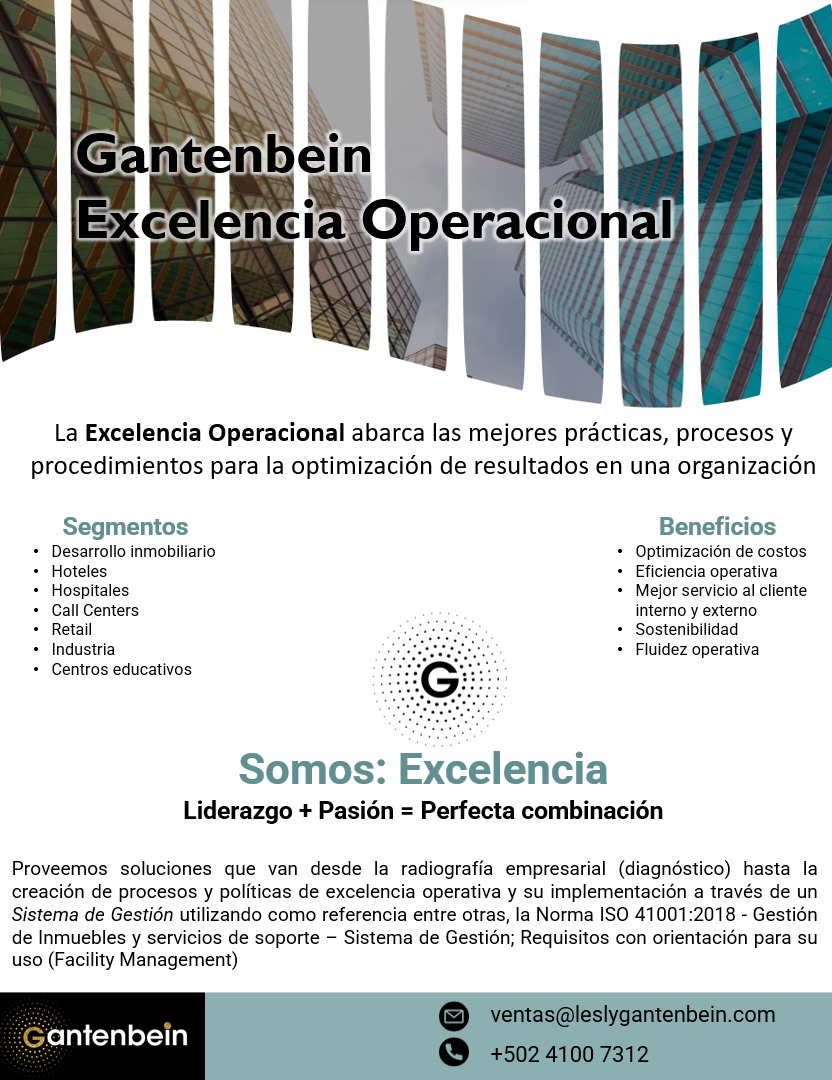 Gantenbein
Excelencia Operacional
La Excelencia Operacional abarca las mejores prácticas, procesos y
procedimientos para la optimización de resultados en una organización
Segmentos
• Desarrollo inmobiliario
• Hoteles
• Hospitales
• Call Centers
• Retail
• Industria
• Centros educativos
Beneficios
• Optimización de costos
• Eficiencia operativa
• Mejor servicio al cliente
interno y externo
• Sostenibilidad
• Fluidez operativa
G
Somos: Excelencia
Liderazgo + Pasión = Perfecta combinación
Proveemos soluciones que van desde la radiografía empresarial (diagnóstico) hasta la
creación de procesos y políticas de excelencia operativa y su implementación a través de un
Sistema de Gestión utilizando como referencia entre otras, la Norma ISO 41001:2018 - Gestión
de Inmuebles y servicios de soporte – Sistema de Gestión; Requisitos con orientación para su
uso (Facility Management)
Gantenbein
ventas@leslygantenbein.com
+502 4100 7312